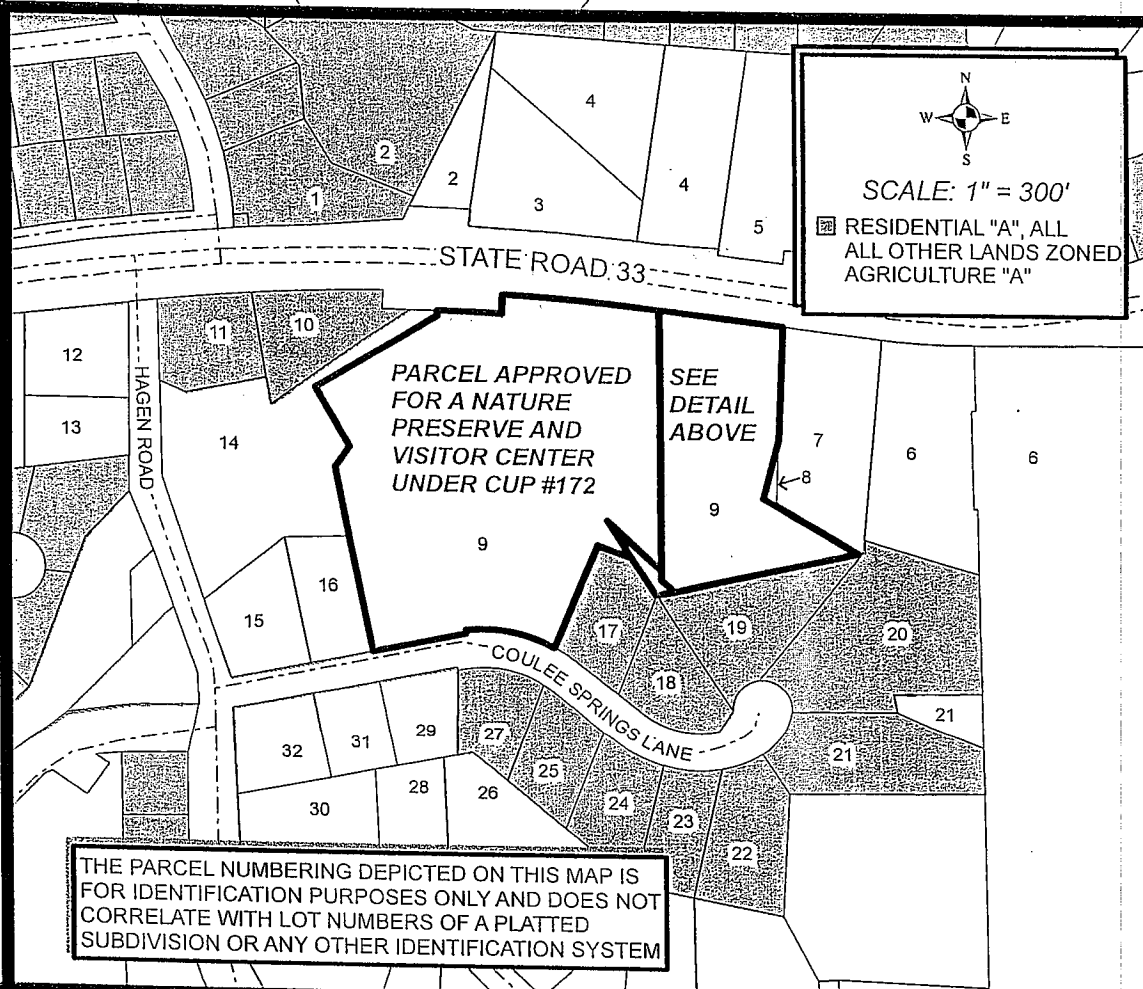 N
W E
S
SCALE: 1" = 300'
RESIDENTIAL "A", ALL
ALL OTHER LANDS ZONED
AGRICULTURE "A"
4
2
2
4
1
3
5
STATE ROAD 33
11
10
12
HAGEN ROAD
PARCEL APPROVED
FOR A NATURE
PRESERVE AND
VISITOR CENTER
UNDER CUP #172
SEE
DETAIL
ABOVE
13
14
7
6
6
8
9
9
16
15
17
19
20
18
COULEE SPRINGS LANE
21
32
31
29
27
25
21
30
28
26
24
23
22
THE PARCEL NUMBERING DEPICTED ON THIS MAP IS
FOR IDENTIFICATION PURPOSES ONLY AND DOES NOT
CORRELATE WITH LOT NUMBERS OF A PLATTED
SUBDIVISION OR ANY OTHER IDENTIFICATION SYSTEM